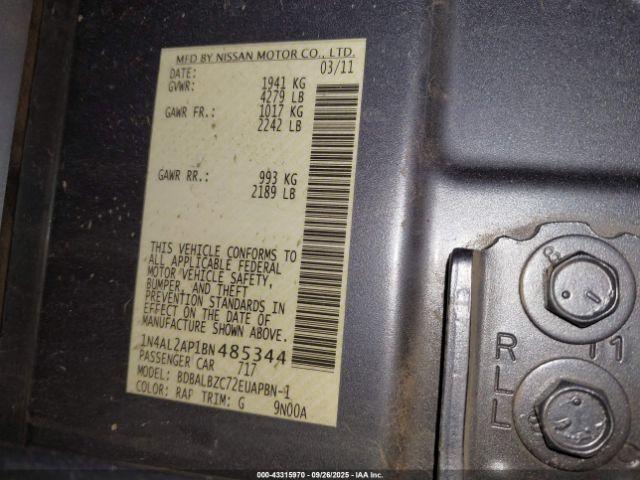 MFD BY NISSAN MOTOR CO., LTD.
DATE: 03/11
GVWR: 1941 KG
4279 LB
GAWR FR.: 1017 KG
2242 LB
GAWR RR.: 993 KG
2189 LB
THIS VEHICLE CONFORMS TO
ALL APPLICABLE FEDERAL
MOTOR VEHICLE SAFETY,
BUMPER, AND THEFT
PREVENTION STANDARDS IN
EFFECT ON THE DATE OF
MANUFACTURE SHOWN ABOVE.
1N4AL2AP1BN485344
PASSENGER CAR 717
MODEL: BDBALBZC72EUAPBN-1
COLOR: RAP TRIM: G 9N00A
8
R 11
L
L
000-43315970 | 09/26/2025 | IAA Inc.